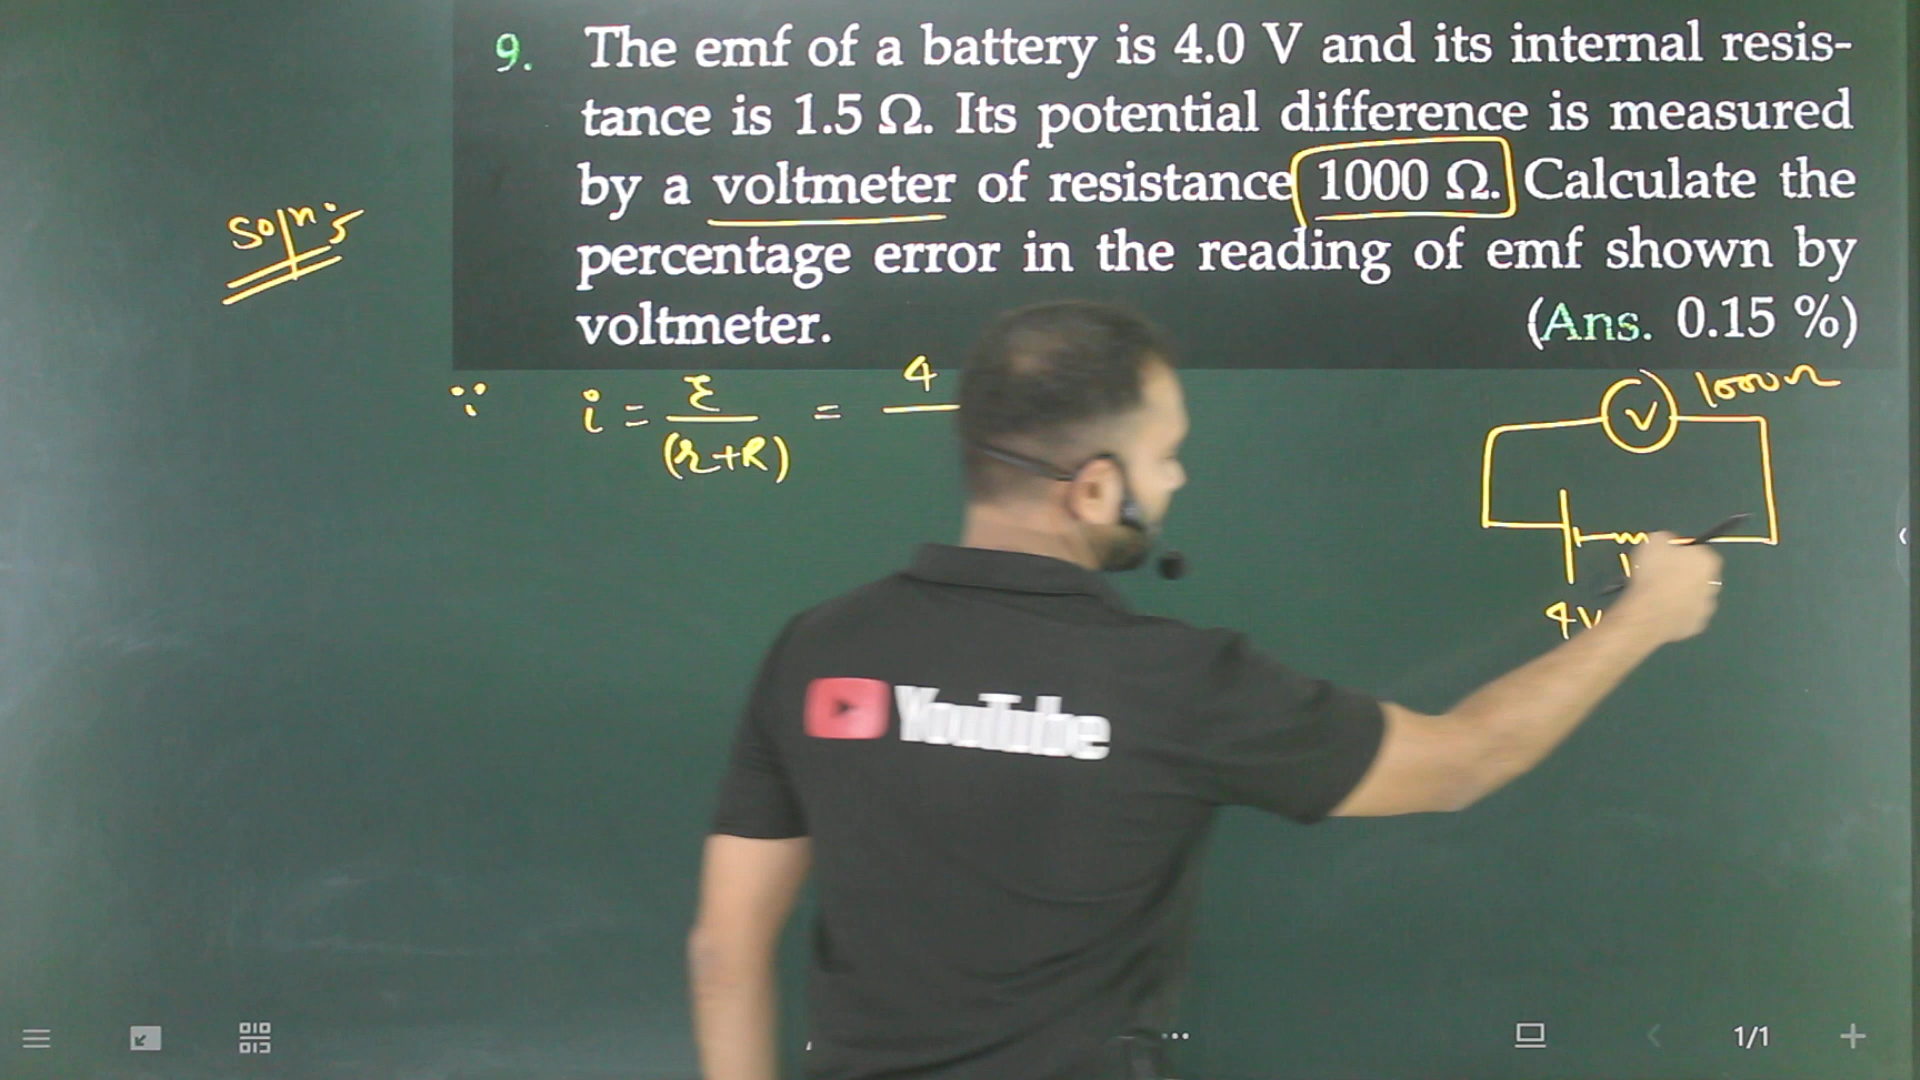 9. The emf of a battery is 4.0 V and its internal resis-
tance is 1.5 Ω. Its potential difference is measured
by a voltmeter of resistance 1000 Ω. Calculate the
percentage error in the reading of emf shown by
voltmeter. (Ans. 0.15 %)
Soln:
∵ i = ε/(r+R) = 4
V 1000Ω
4V
YouTube
1/1